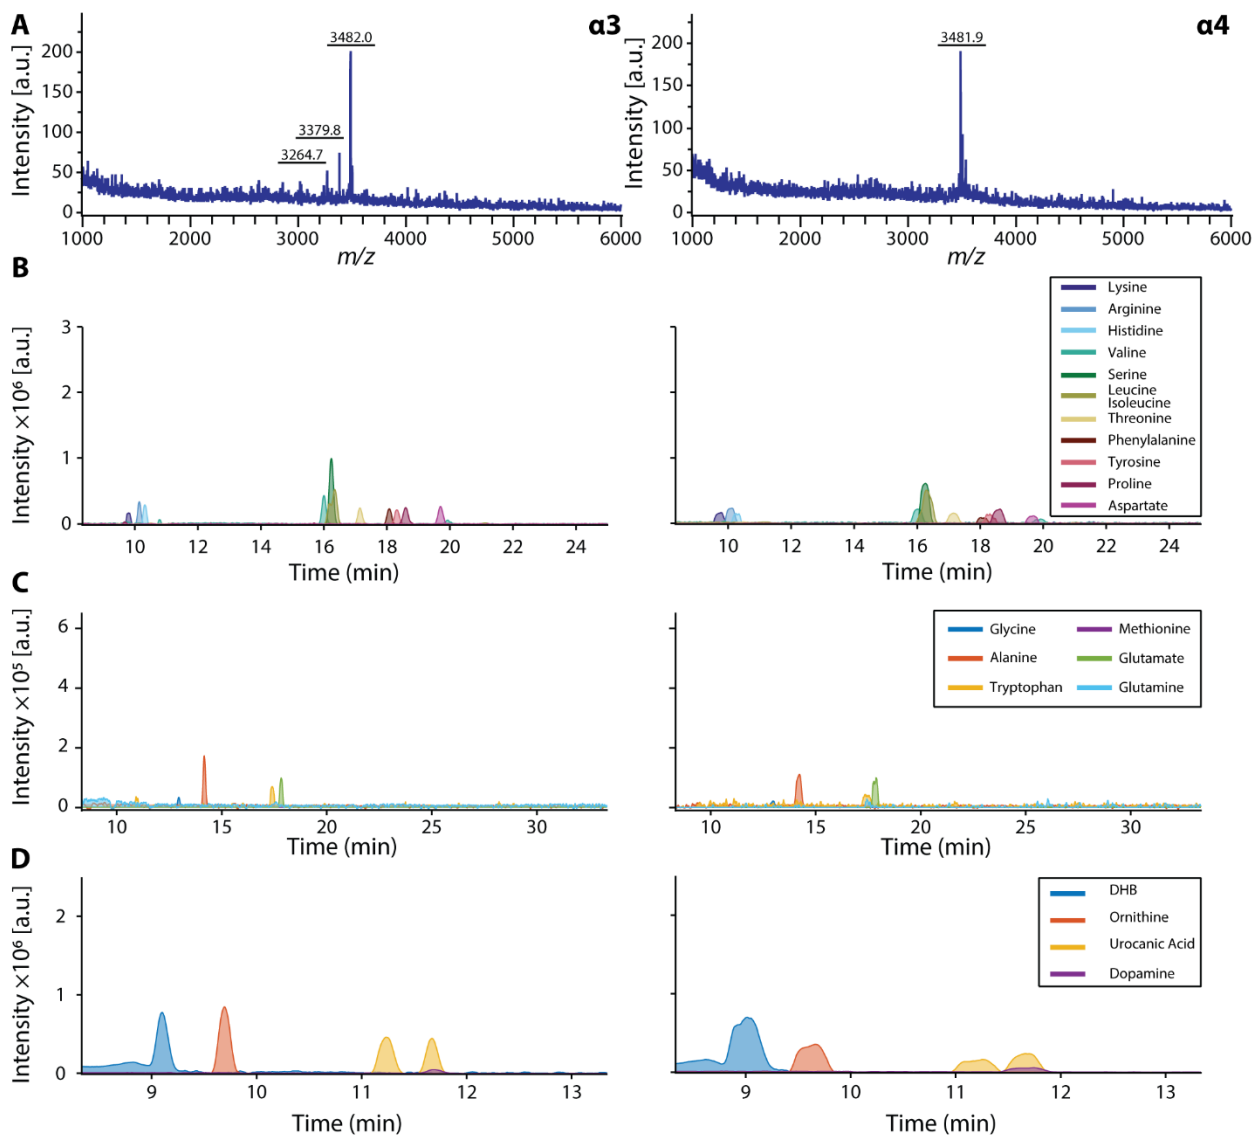 A
α3
α4
3482.0
3379.8
3264.7
3481.9
Intensity [a.u.]
200
150
100
50
0
1000
2000
3000
4000
5000
6000
m/z
Intensity [a.u.]
200
150
100
50
0
1000
2000
3000
4000
5000
6000
m/z
B
Intensity ×10⁶ [a.u.]
3
2
1
0
10
12
14
16
18
20
22
24
Time (min)
10
12
14
16
18
20
22
24
Time (min)
Lysine
Arginine
Histidine
Valine
Serine
Leucine
Isoleucine
Threonine
Phenylalanine
Tyrosine
Proline
Aspartate
C
Intensity ×10⁵ [a.u.]
6
4
2
0
10
15
20
25
30
Time (min)
10
15
20
25
30
Time (min)
Glycine
Methionine
Alanine
Glutamate
Tryptophan
Glutamine
D
Intensity ×10⁶ [a.u.]
2
1
0
9
10
11
12
13
Time (min)
9
10
11
12
13
Time (min)
DHB
Ornithine
Urocanic Acid
Dopamine